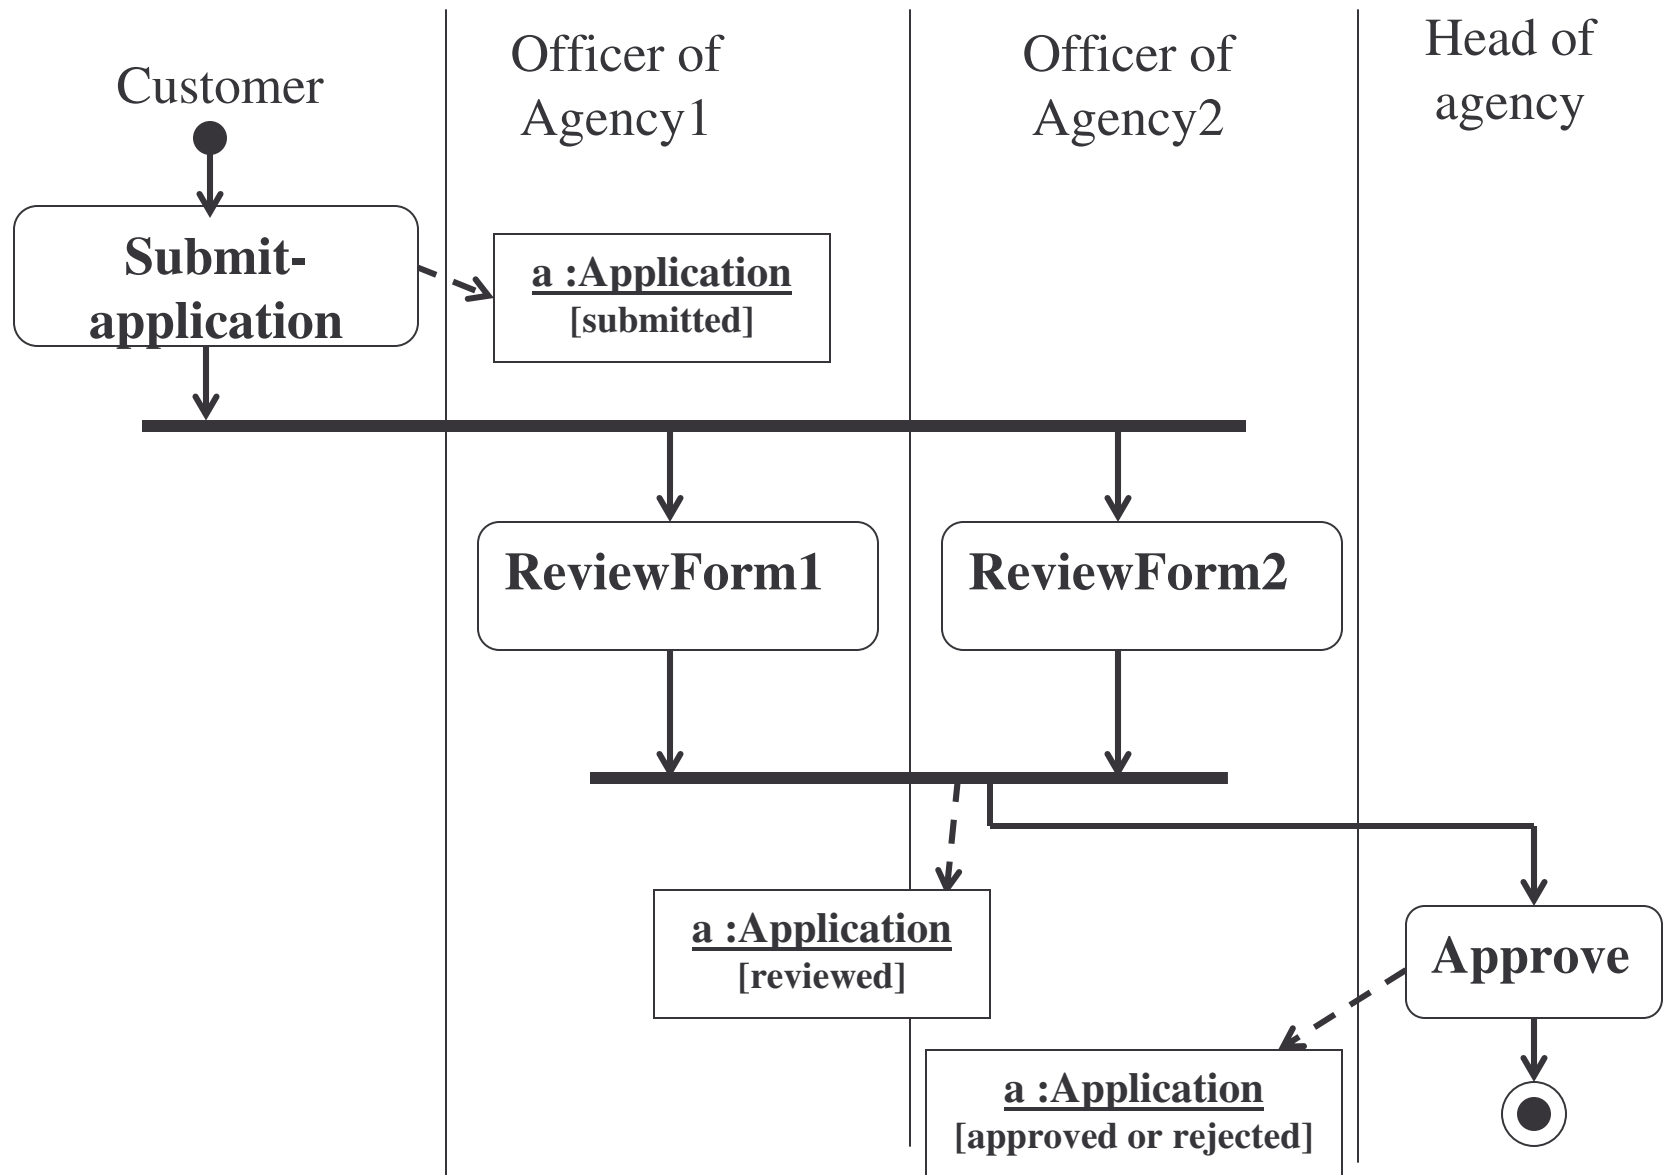 Customer
Officer of
Agency1
Officer of
Agency2
Head of
agency
Submit-
application
a :Application
[submitted]
ReviewForm1
ReviewForm2
a :Application
[reviewed]
Approve
a :Application
[approved or rejected]